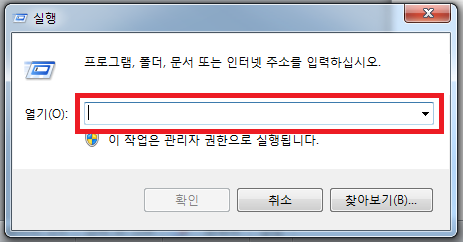 실행
프로그램, 폴더, 문서 또는 인터넷 주소를 입력하십시오.
열기(O):
이 작업은 관리자 권한으로 실행됩니다.
확인 취소 찾아보기(B)...